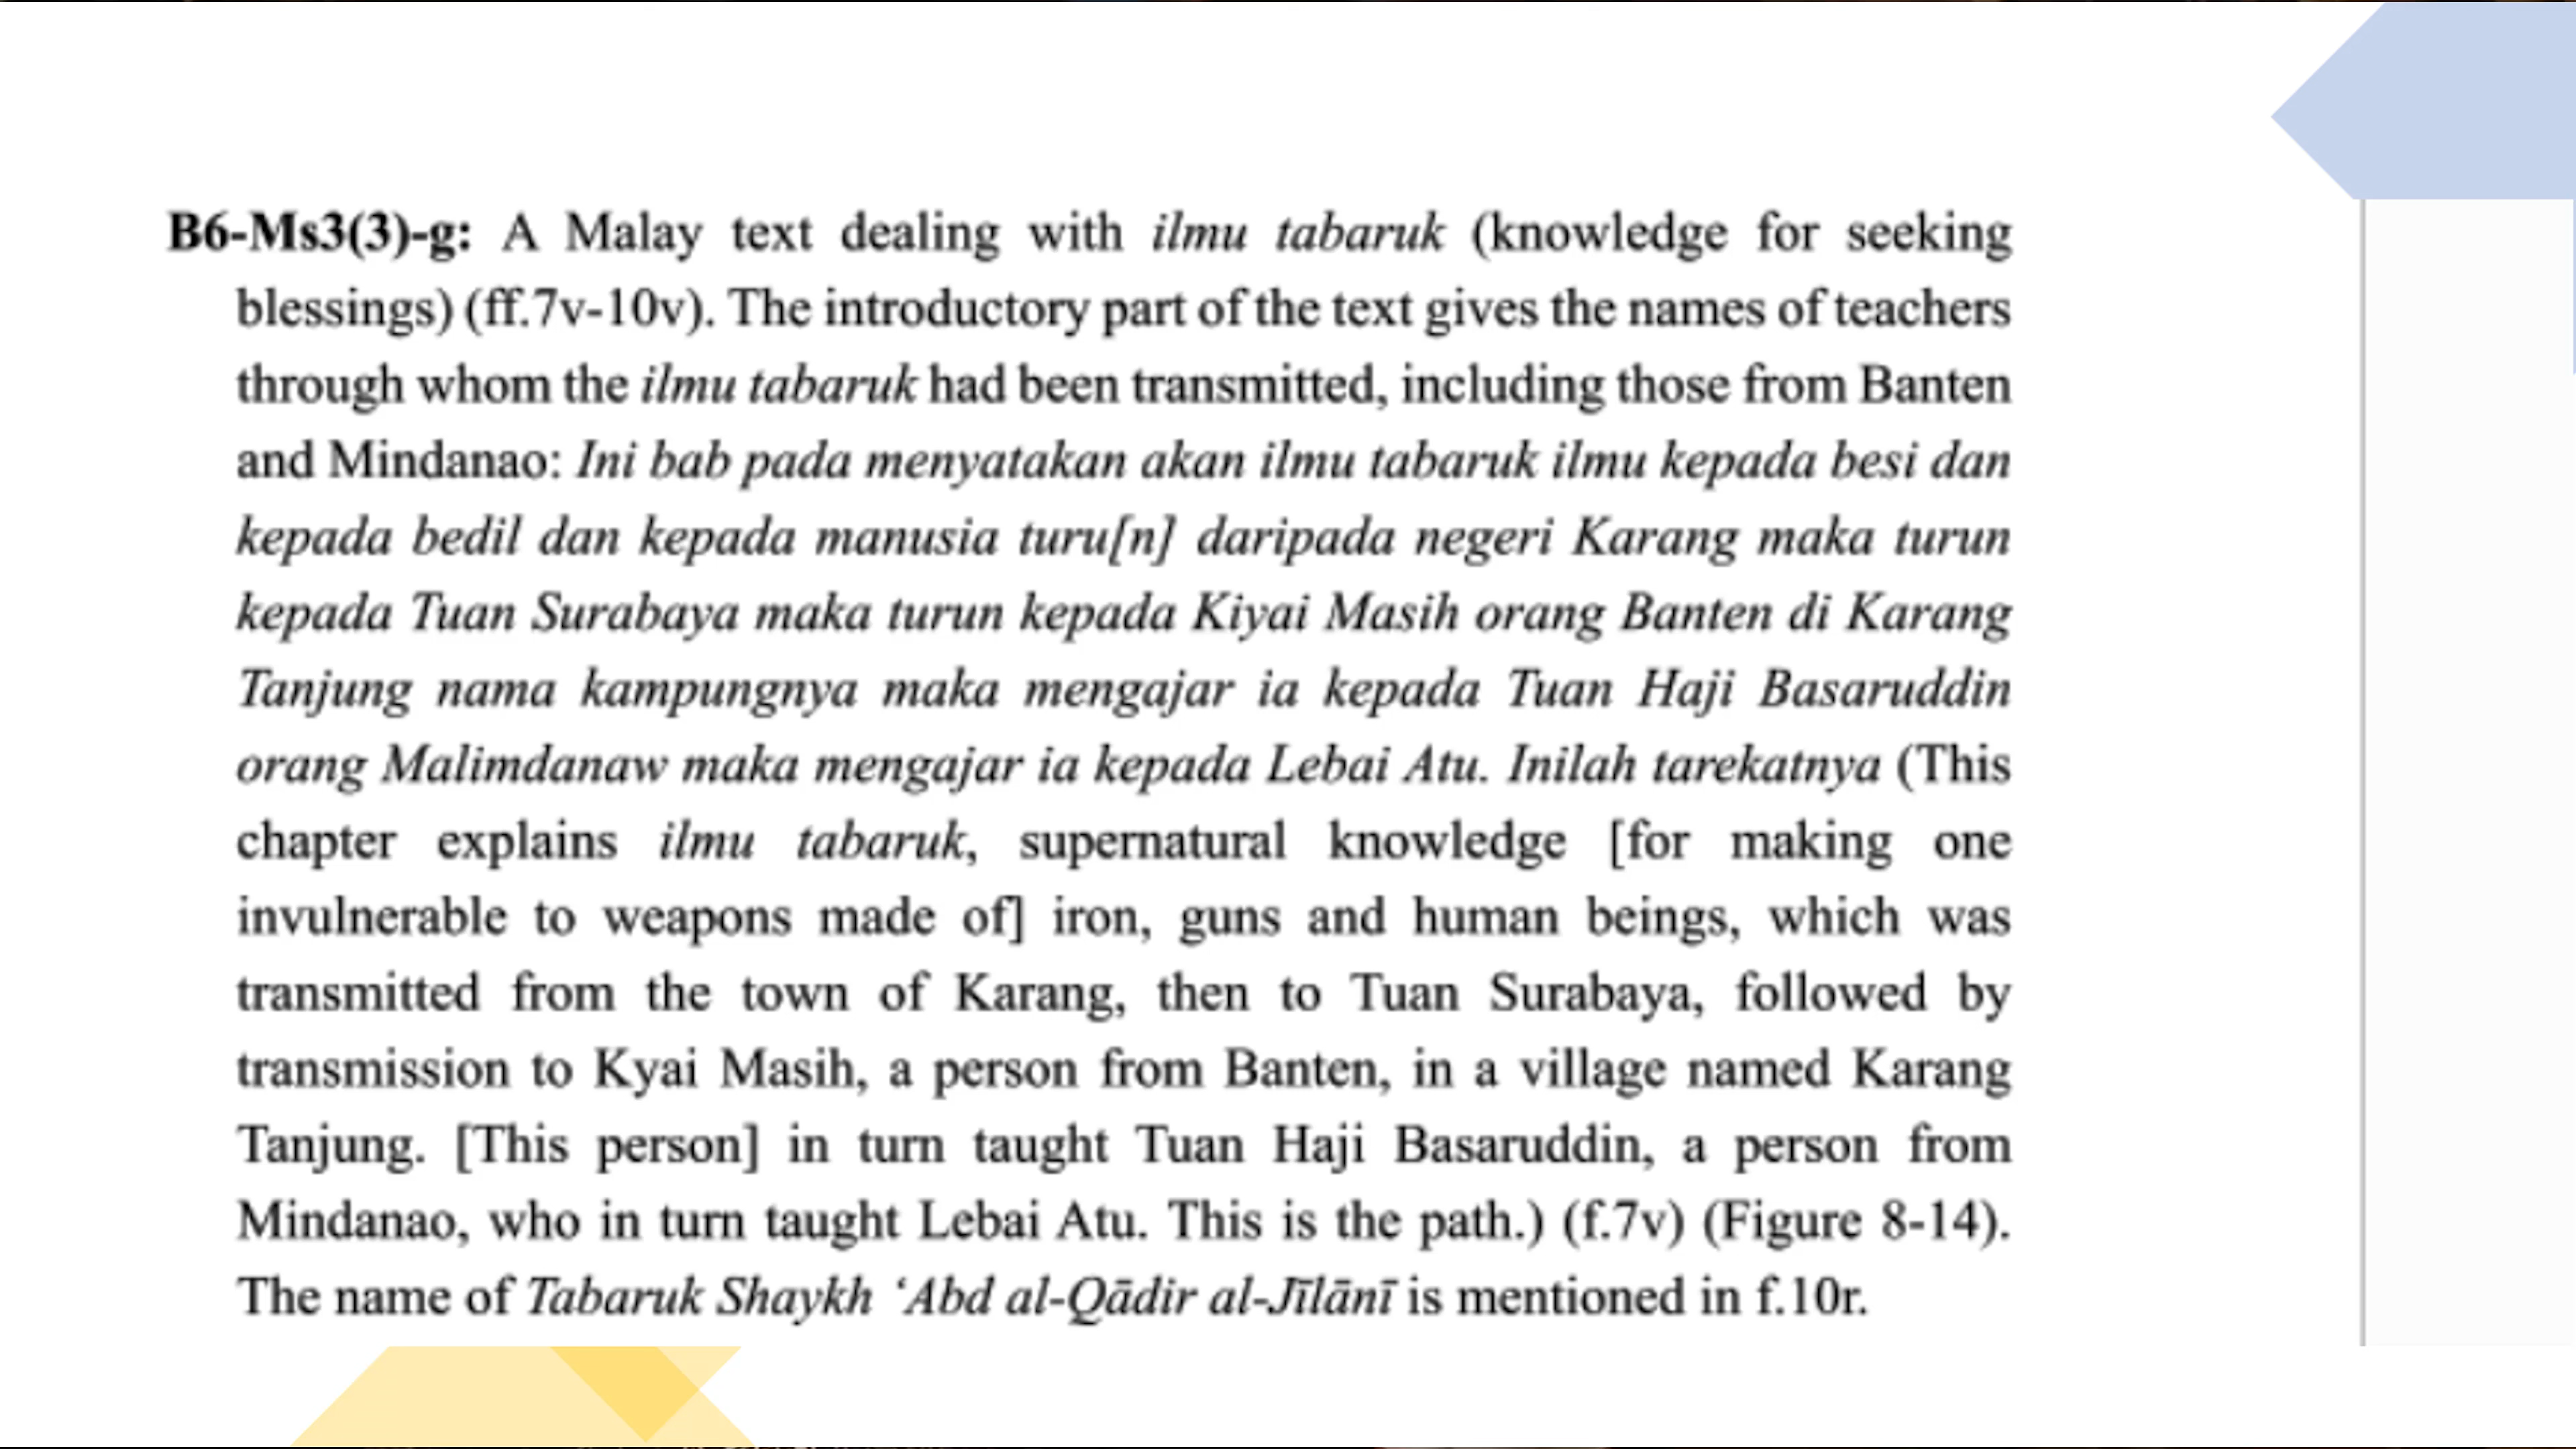 B6-Ms3(3)-g: A Malay text dealing with ilmu tabaruk (knowledge for seeking
blessings) (ff.7v-10v). The introductory part of the text gives the names of teachers
through whom the ilmu tabaruk had been transmitted, including those from Banten
and Mindanao: Ini bab pada menyatakan akan ilmu tabaruk ilmu kepada besi dan
kepada bedil dan kepada manusia turu[n] daripada negeri Karang maka turun
kepada Tuan Surabaya maka turun kepada Kiyai Masih orang Banten di Karang
Tanjung nama kampungnya maka mengajar ia kepada Tuan Haji Basaruddin
orang Malimdanaw maka mengajar ia kepada Lebai Atu. Inilah tarekatnya (This
chapter explains ilmu tabaruk, supernatural knowledge [for making one
invulnerable to weapons made of] iron, guns and human beings, which was
transmitted from the town of Karang, then to Tuan Surabaya, followed by
transmission to Kyai Masih, a person from Banten, in a village named Karang
Tanjung. [This person] in turn taught Tuan Haji Basaruddin, a person from
Mindanao, who in turn taught Lebai Atu. This is the path.) (f.7v) (Figure 8-14).
The name of Tabaruk Shaykh ‘Abd al-Qādir al-Jīlānī is mentioned in f.10r.